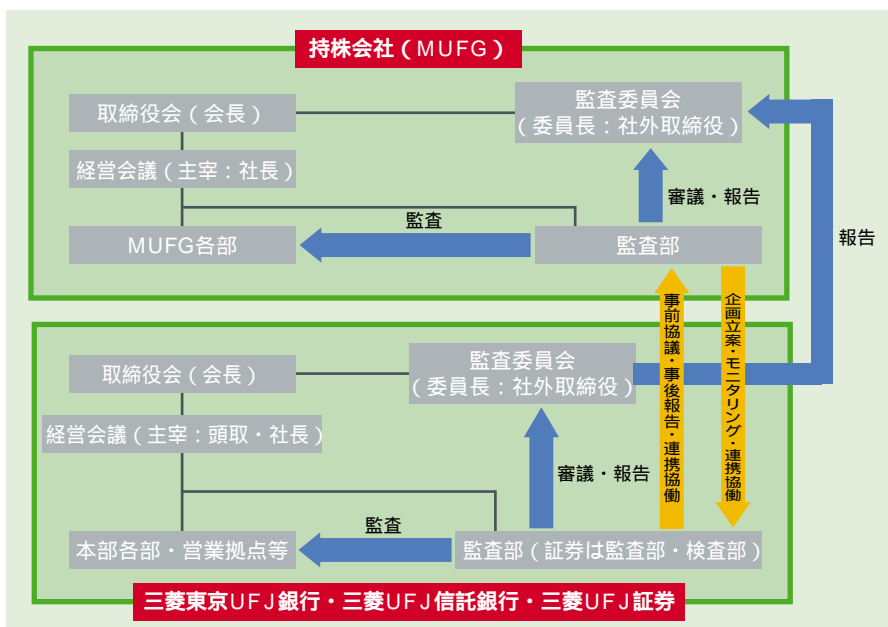 持株会社(MUFG)
取締役会(会長)
監査委員会
(委員長:社外取締役)
経営会議(主宰:社長)
審議・報告
監査
MUFG各部
監査部
報告
事前協議・事後報告・連携協働
企画立案・モニタリング・連携協働
取締役会(会長)
監査委員会
(委員長:社外取締役)
経営会議(主宰:頭取・社長)
審議・報告
監査
本部各部・営業拠点等
監査部(証券は監査部・検査部)
三菱東京UFJ銀行・三菱UFJ信託銀行・三菱UFJ証券